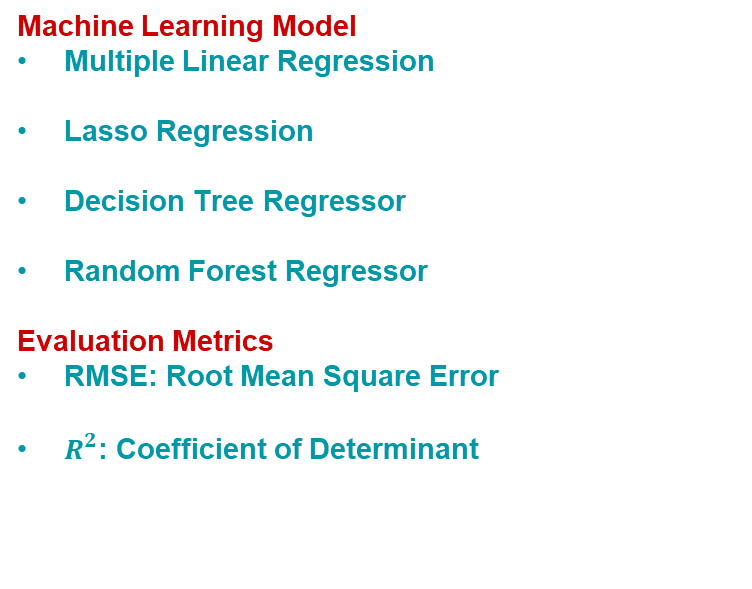 Machine Learning Model
• Multiple Linear Regression
• Lasso Regression
• Decision Tree Regressor
• Random Forest Regressor
Evaluation Metrics
• RMSE: Root Mean Square Error
• R²: Coefficient of Determinant